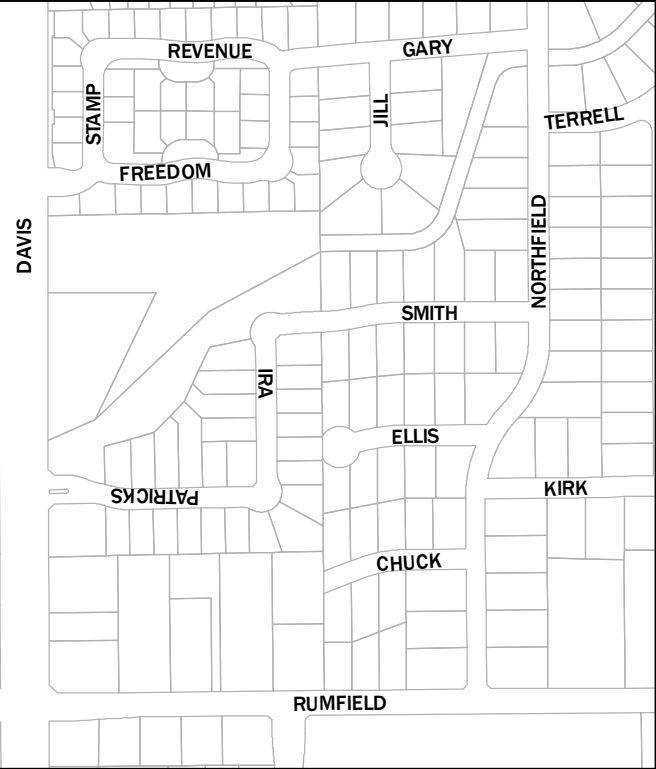 REVENUE
GARY
STAMP
JILL
TERRELL
FREEDOM
DAVIS
NORTHFIELD
SMITH
IRA
ELLIS
PATRICKS
KIRK
CHUCK
RUMFIELD